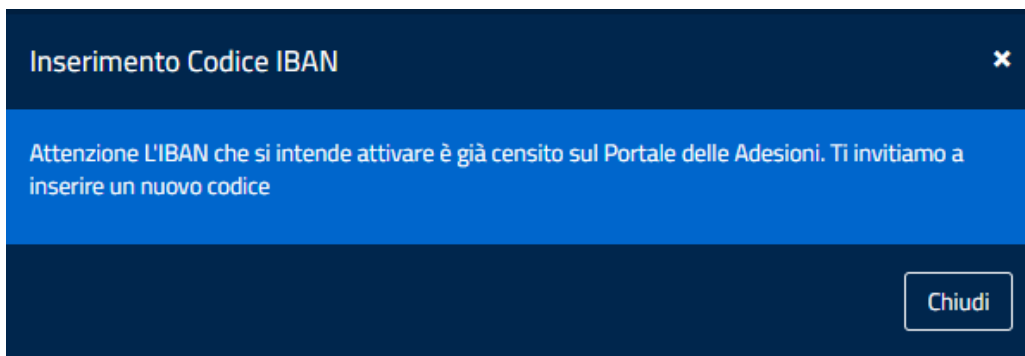 Inserimento Codice IBAN ×
Attenzione L'IBAN che si intende attivare è già censito sul Portale delle Adesioni. Ti invitiamo a
inserire un nuovo codice
Chiudi